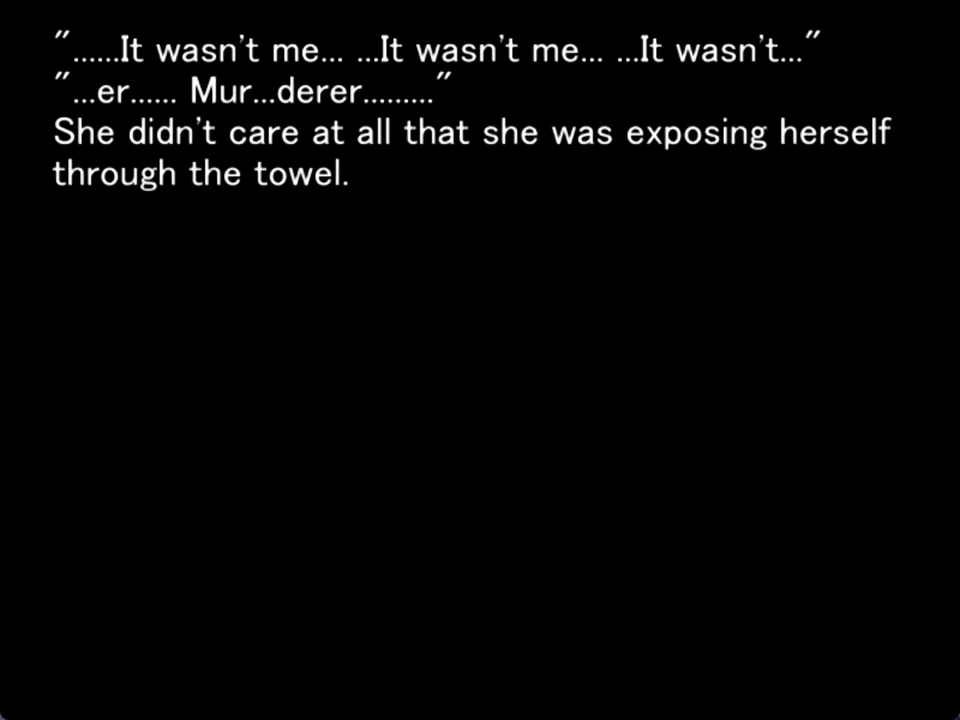 "......It wasn't me... ...It wasn't me... ...It wasn't..."
"...er...... Mur...derer........."
She didn't care at all that she was exposing herself
through the towel.